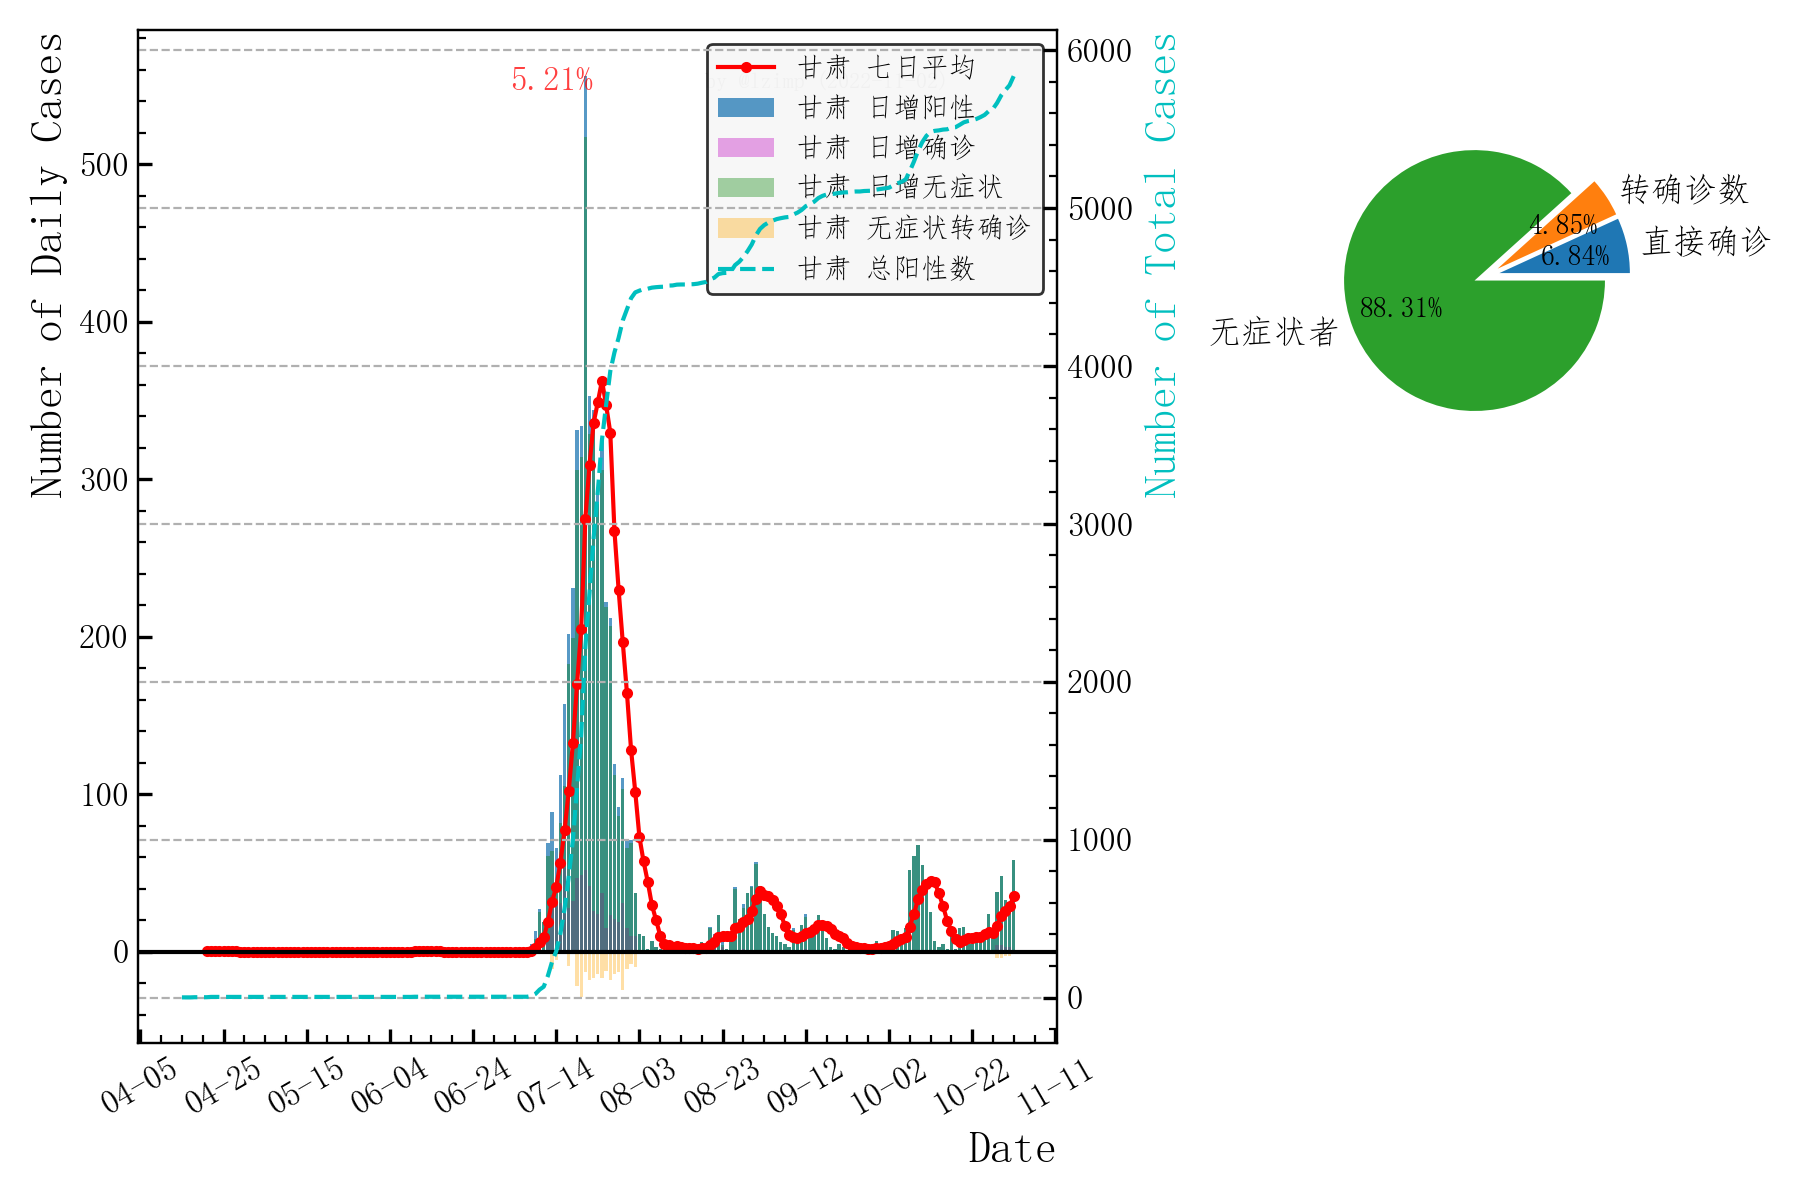 Number of Daily Cases
500
400
300
200
100
0
5.21%
甘肃 七日平均
甘肃 日增阳性
甘肃 日增确诊
甘肃 日增无症状
甘肃 无症状转确诊
甘肃 总阳性数
6000
5000
4000
3000
2000
1000
0
Number of Total Cases
04-05
04-25
05-15
06-04
06-24
07-14
08-03
08-23
09-12
10-02
10-22
11-11
Date
转确诊数
4.85%
直接确诊
6.84%
88.31%
无症状者